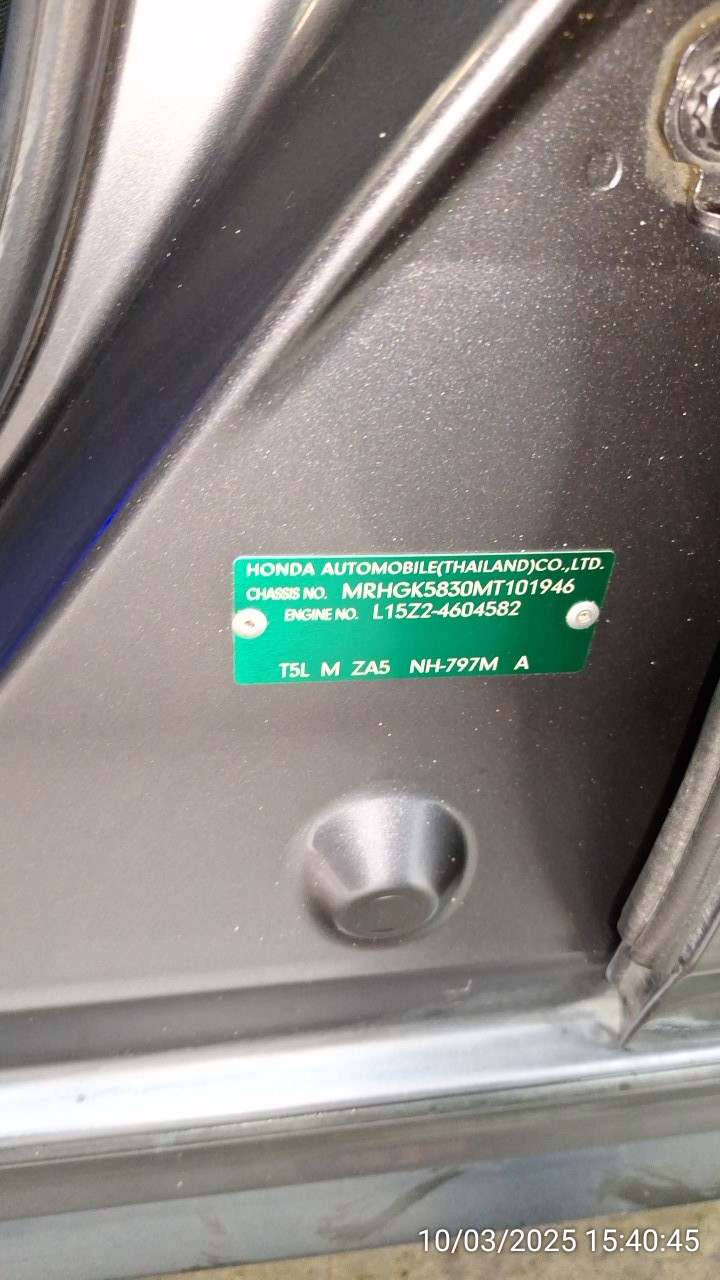 HONDA AUTOMOBILE(THAILAND)CO.,LTD.
CHASSIS NO. MRHGK5830MT101946
ENGINE NO. L15Z2-4604582
T5L M ZA5 NH-797M A
10/03/2025 15:40:45